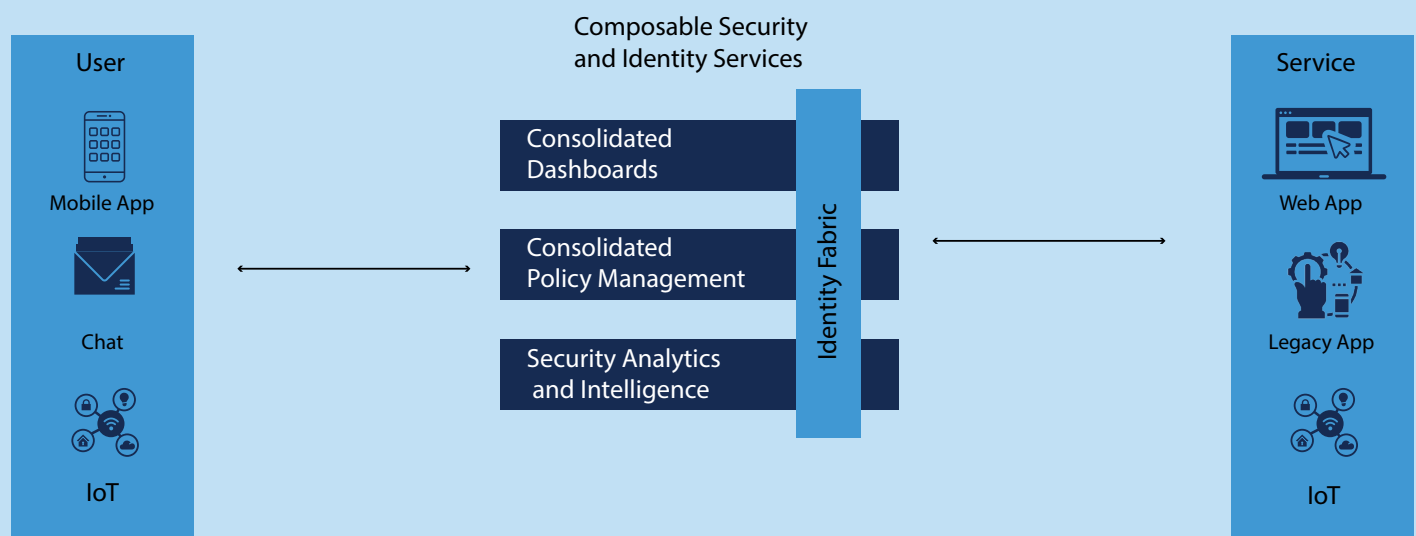 User
Mobile App
Chat
IoT
Composable Security
and Identity Services
Consolidated
Dashboards
Consolidated
Policy Management
Security Analytics
and Intelligence
Identity Fabric
Service
Web App
Legacy App
IoT